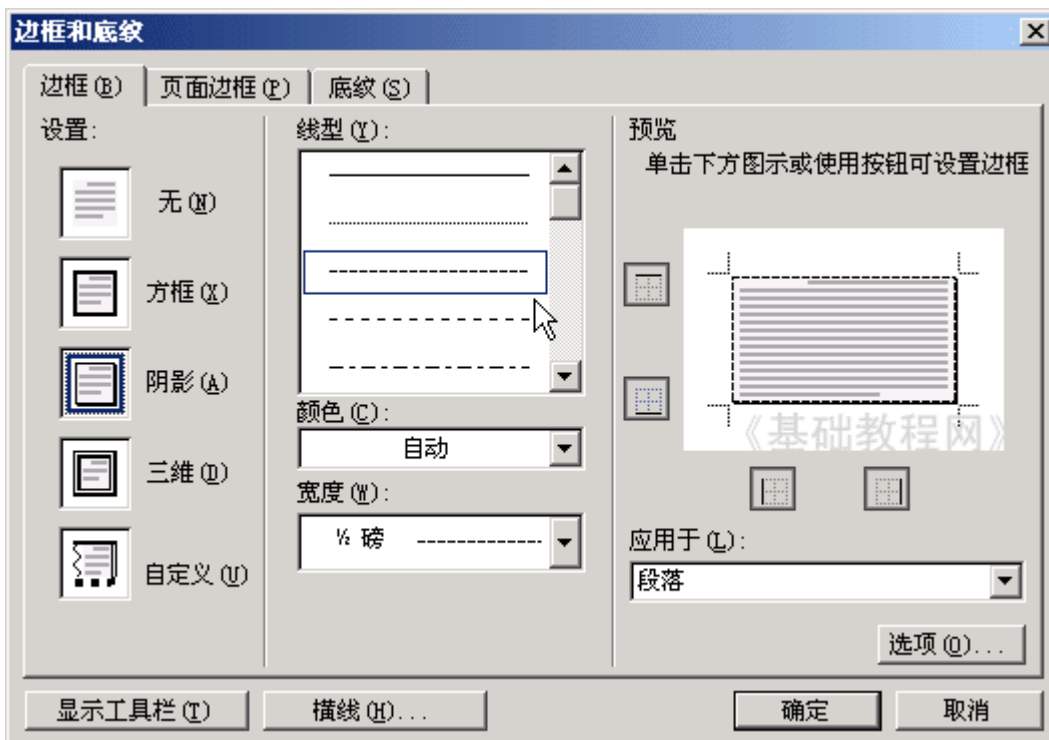 边框和底纹
边框(B) 页面边框(P) 底纹(S)
设置:
无(N)
方框(X)
阴影(A)
三维(D)
自定义(U)
线型(Y):
颜色(C):
自动
宽度(W):
½ 磅
预览
单击下方图示或使用按钮可设置边框
《基础教程网》
应用于(L):
段落
选项(O)...
显示工具栏(T) 横线(H)... 确定 取消